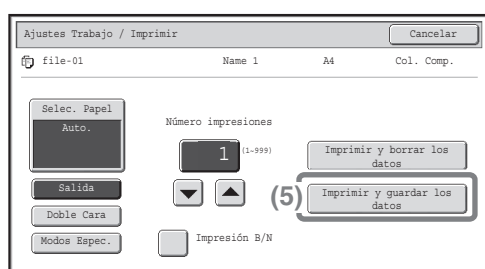 Ajustes Trabajo / Imprimir
Cancelar
file-01 Name 1 A4 Col. Comp.
Selec. Papel
Auto.
Número impresiones
1 (1-999)
Imprimir y borrar los
datos
Salida
(5) Imprimir y guardar los
datos
Doble Cara
Modos Espec.
Impresión B/N